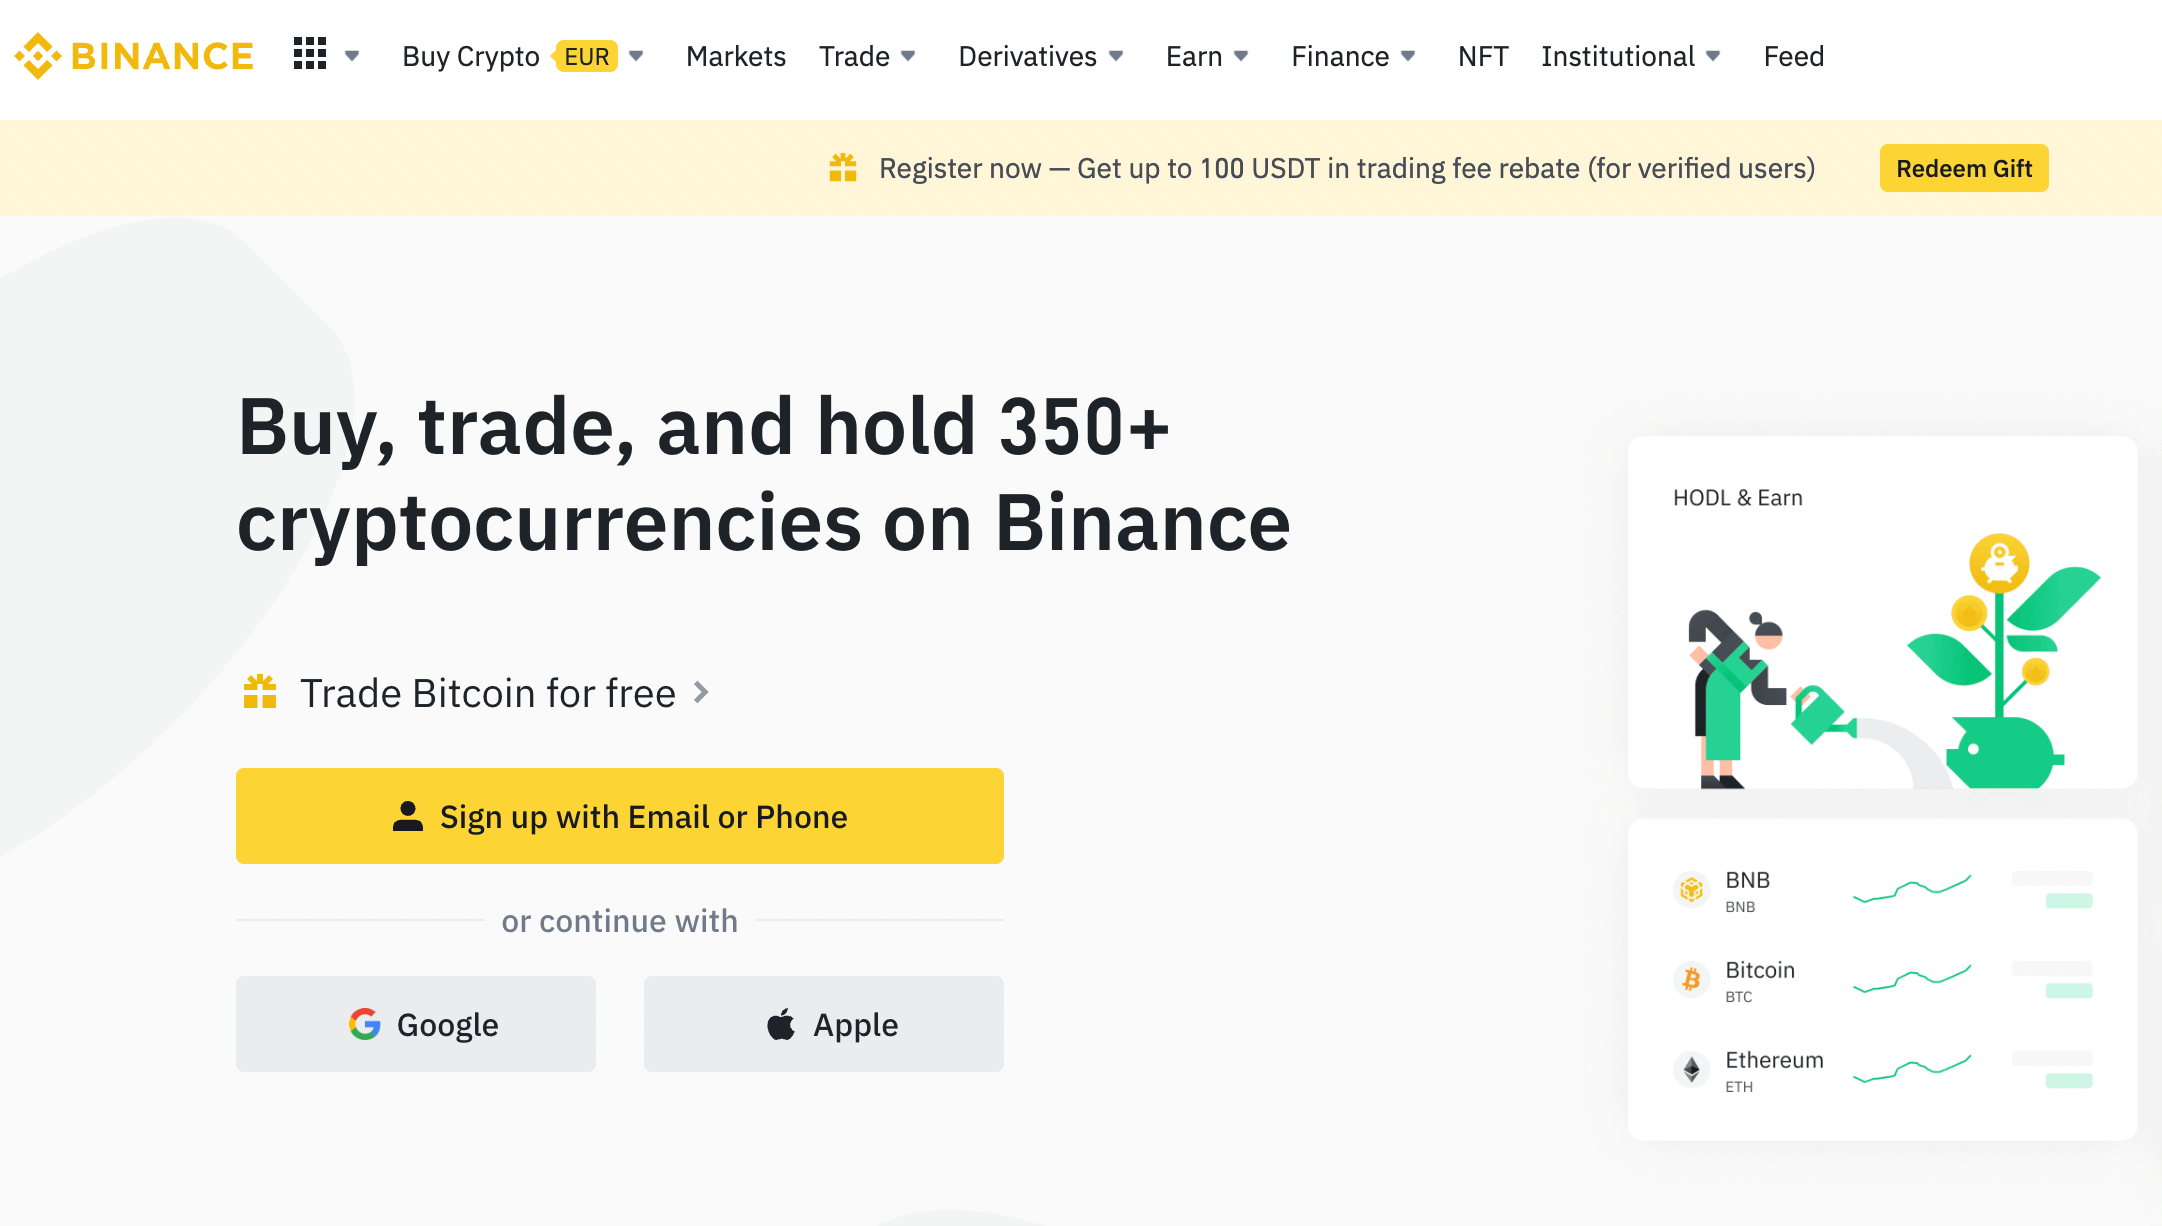 BINANCE Buy Crypto EUR Markets Trade Derivatives Earn Finance NFT Institutional Feed
Register now — Get up to 100 USDT in trading fee rebate (for verified users) Redeem Gift
Buy, trade, and hold 350+
cryptocurrencies on Binance
Trade Bitcoin for free
Sign up with Email or Phone
or continue with
Google Apple
HODL & Earn
BNB
BNB
Bitcoin
BTC
Ethereum
ETH